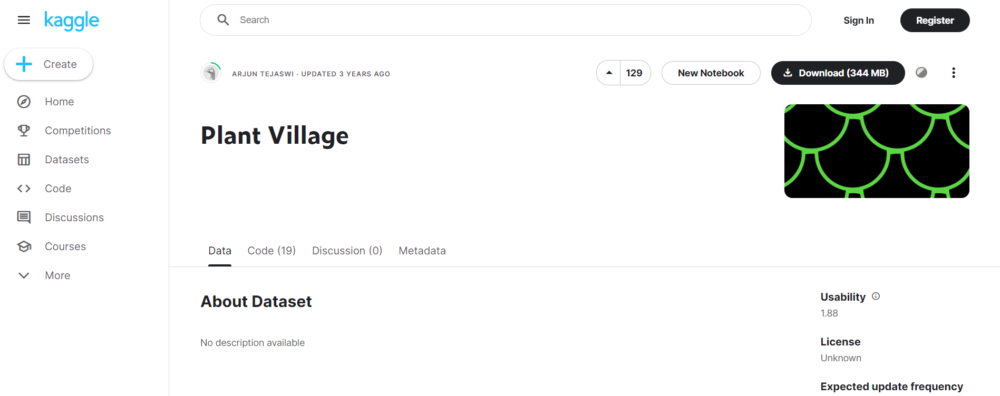 kaggle
Search
Sign In
Register
Create
Home
Competitions
Datasets
Code
Discussions
Courses
More
ARJUN TEJASWI · UPDATED 3 YEARS AGO
129
New Notebook
Download (344 MB)
Plant Village
Data Code (19) Discussion (0) Metadata
About Dataset
No description available
Usability
1.88
License
Unknown
Expected update frequency